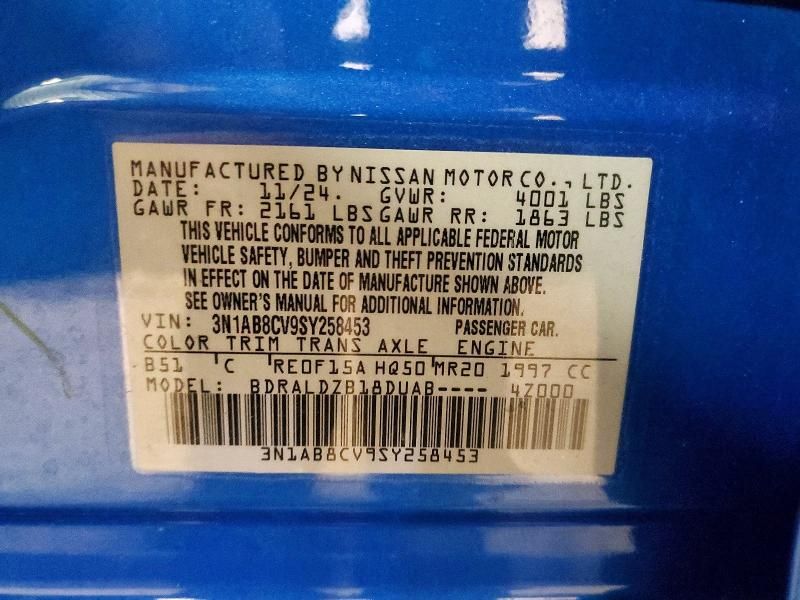 MANUFACTURED BY NISSAN MOTOR CO., LTD.
DATE: 11/24. GVWR: 4001 LBS
GAWR FR: 2161 LBS GAWR RR: 1863 LBS
THIS VEHICLE CONFORMS TO ALL APPLICABLE FEDERAL MOTOR
VEHICLE SAFETY, BUMPER AND THEFT PREVENTION STANDARDS
IN EFFECT ON THE DATE OF MANUFACTURE SHOWN ABOVE.
SEE OWNER'S MANUAL FOR ADDITIONAL INFORMATION.
VIN: 3N1AB8CV9SY258453 PASSENGER CAR.
COLOR TRIM TRANS AXLE ENGINE
B51 C RE0F15A HQ50 MR20 1997 CC
MODEL: BDRALDZB18DUAB---- 4Z000
3N1AB8CV9SY258453